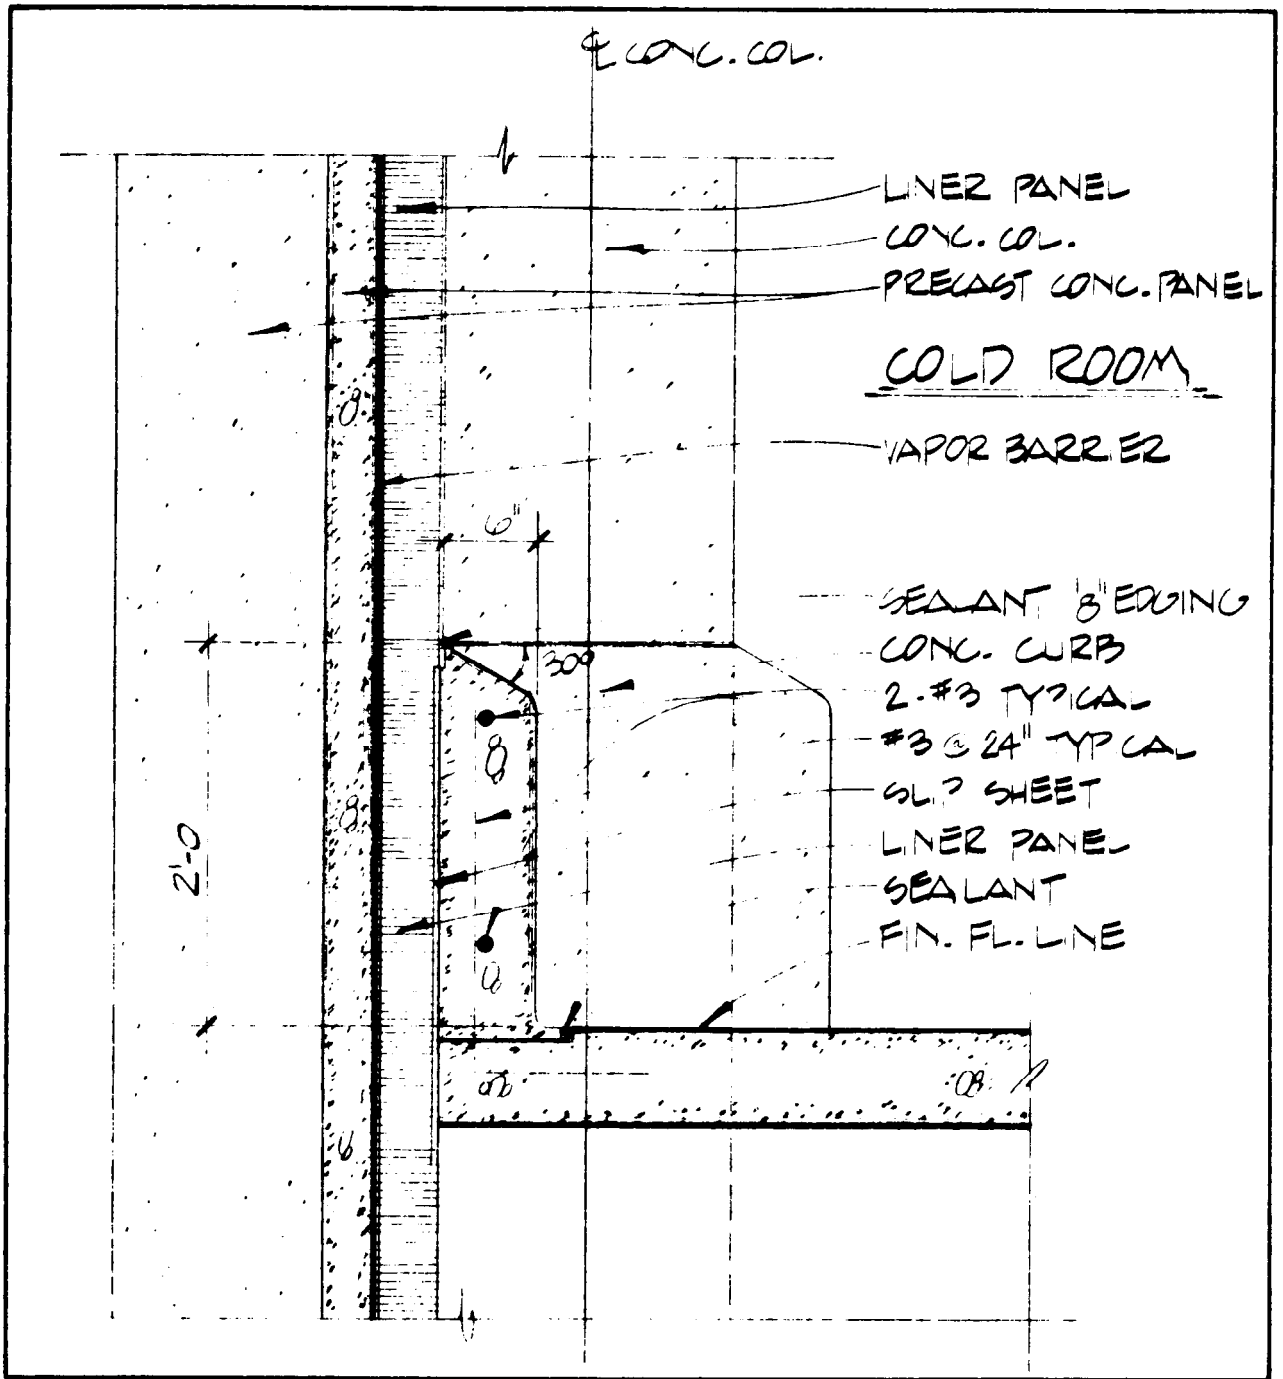 ℄ CONC. COL.
LINER PANEL
CONC. COL.
PRECAST CONC. PANEL
COLD ROOM
VAPOR BARRIER
6"
SEALANT & EDGING
CONC. CURB
30°
2-#3 TYPICAL
#3 @ 24" TYPICAL
SLIP SHEET
2'-0
LINER PANEL
SEALANT
FIN. FL. LINE